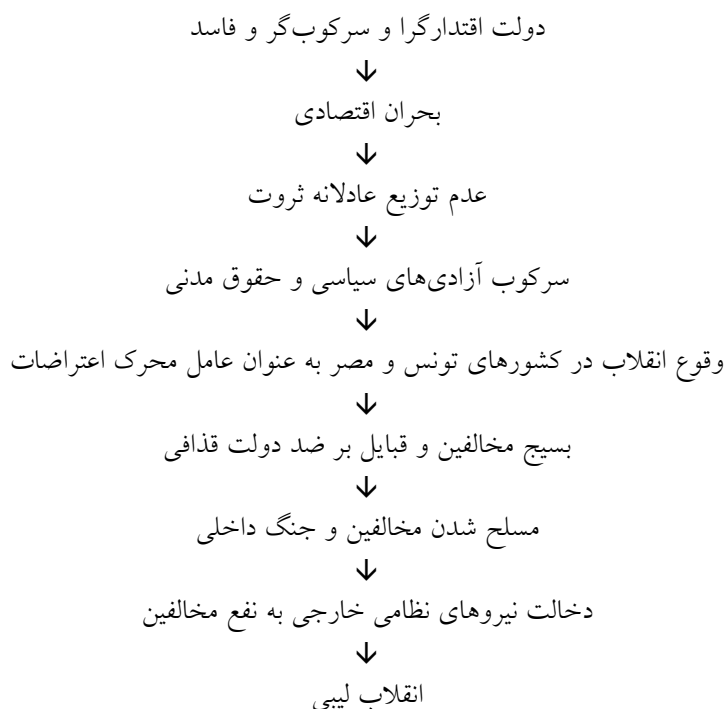 دولت اقتدارگرا و سرکوب‌گر و فاسد
↓
بحران اقتصادی
↓
عدم توزیع عادلانه ثروت
↓
سرکوب آزادی‌های سیاسی و حقوق مدنی
↓
وقوع انقلاب در کشورهای تونس و مصر به عنوان عامل محرک اعتراضات
↓
بسیج مخالفین و قبایل بر ضد دولت قذافی
↓
مسلح شدن مخالفین و جنگ داخلی
↓
دخالت نیروهای نظامی خارجی به نفع مخالفین
↓
انقلاب لیبی